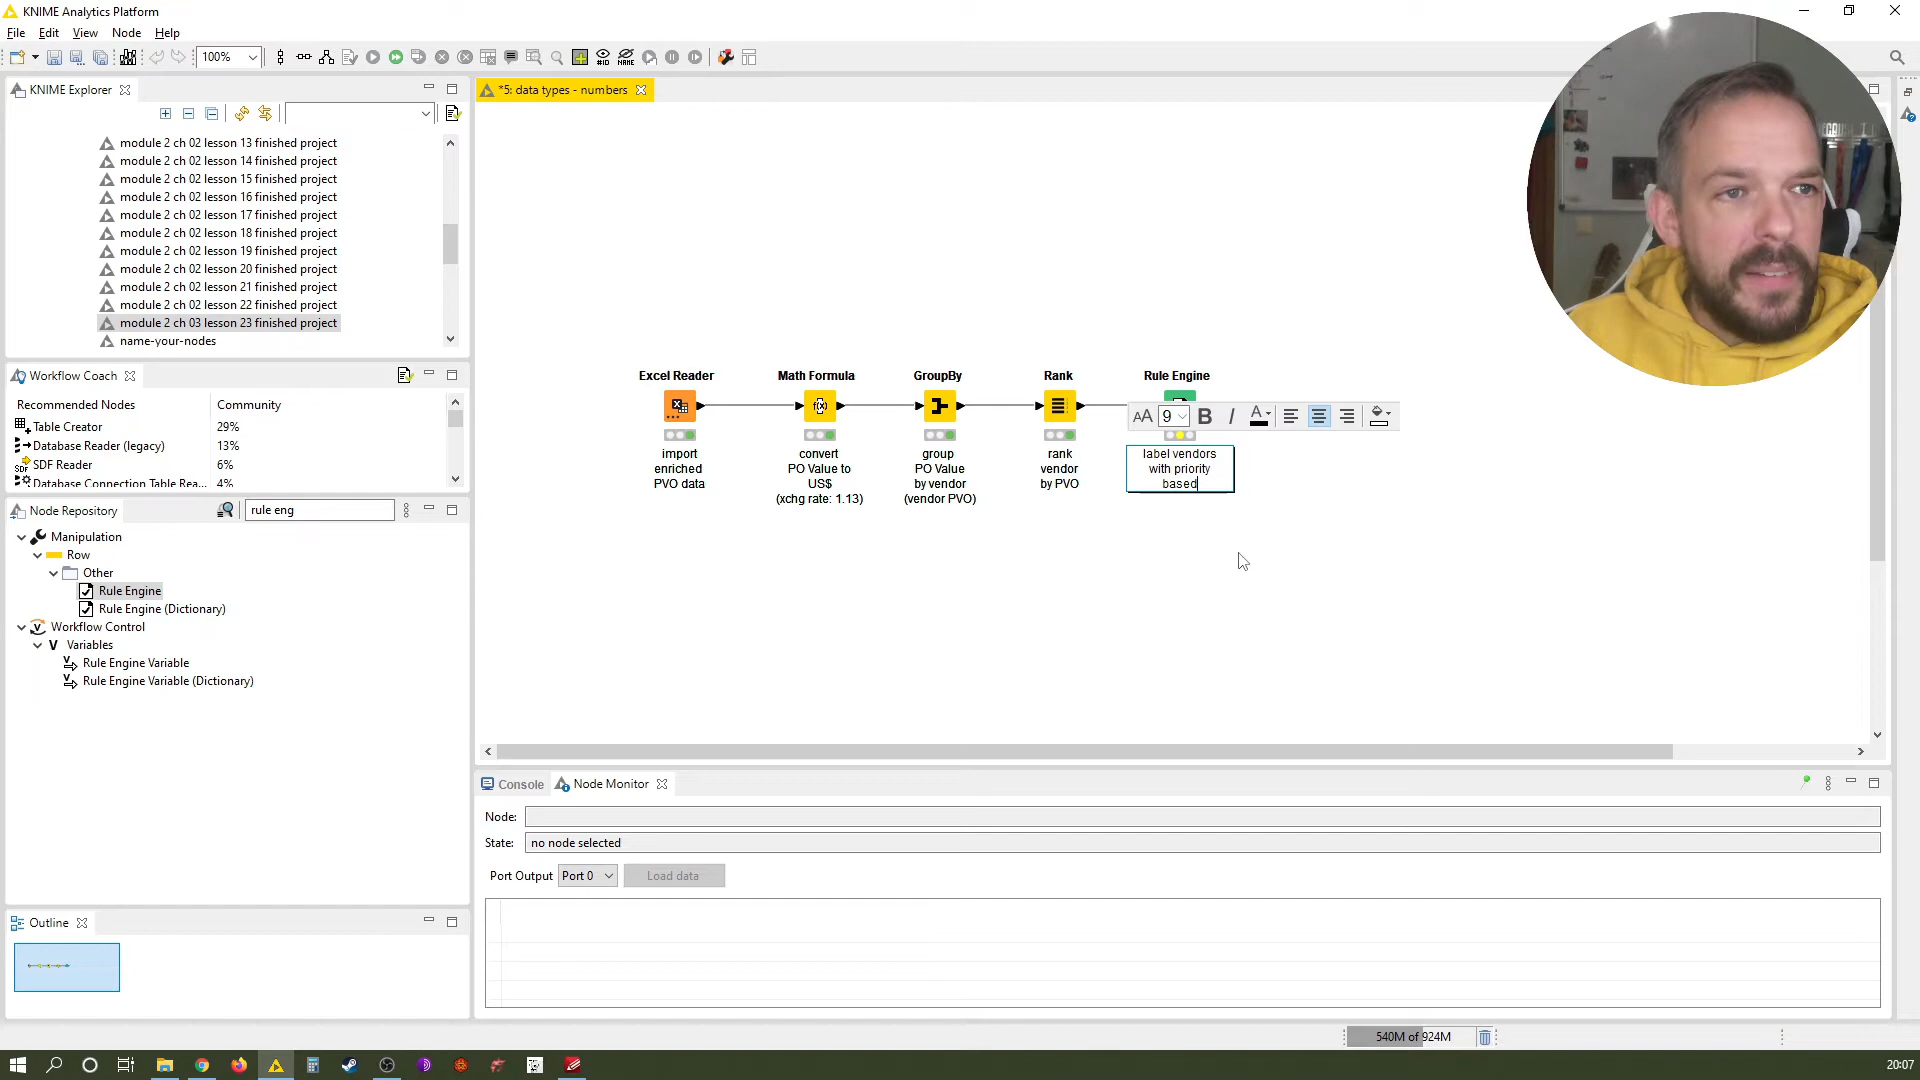 KNIME Analytics Platform
File Edit View Node Help
100%
KNIME Explorer
module 2 ch 02 lesson 13 finished project
module 2 ch 02 lesson 14 finished project
module 2 ch 02 lesson 15 finished project
module 2 ch 02 lesson 16 finished project
module 2 ch 02 lesson 17 finished project
module 2 ch 02 lesson 18 finished project
module 2 ch 02 lesson 19 finished project
module 2 ch 02 lesson 20 finished project
module 2 ch 02 lesson 21 finished project
module 2 ch 02 lesson 22 finished project
module 2 ch 03 lesson 23 finished project
name-your-nodes
Workflow Coach
Recommended Nodes Community
Table Creator 29%
Database Reader (legacy) 13%
SDF Reader 6%
Database Connection Table Rea... 4%
Node Repository
rule eng
Manipulation
Row
Other
Rule Engine
Rule Engine (Dictionary)
Workflow Control
V Variables
Rule Engine Variable
Rule Engine Variable (Dictionary)
Outline
*5: data types - numbers
Excel Reader
import
enriched
PVO data
Math Formula
f(x)
convert
PO Value to
US$
(xchg rate: 1.13)
GroupBy
group
PO Value
by vendor
(vendor PVO)
Rank
rank
vendor
by PVO
Rule Engine
AA 9 B I A
label vendors
with priority
based
Console Node Monitor
Node:
State: no node selected
Port Output Port 0 Load data
540M of 924M
20:07